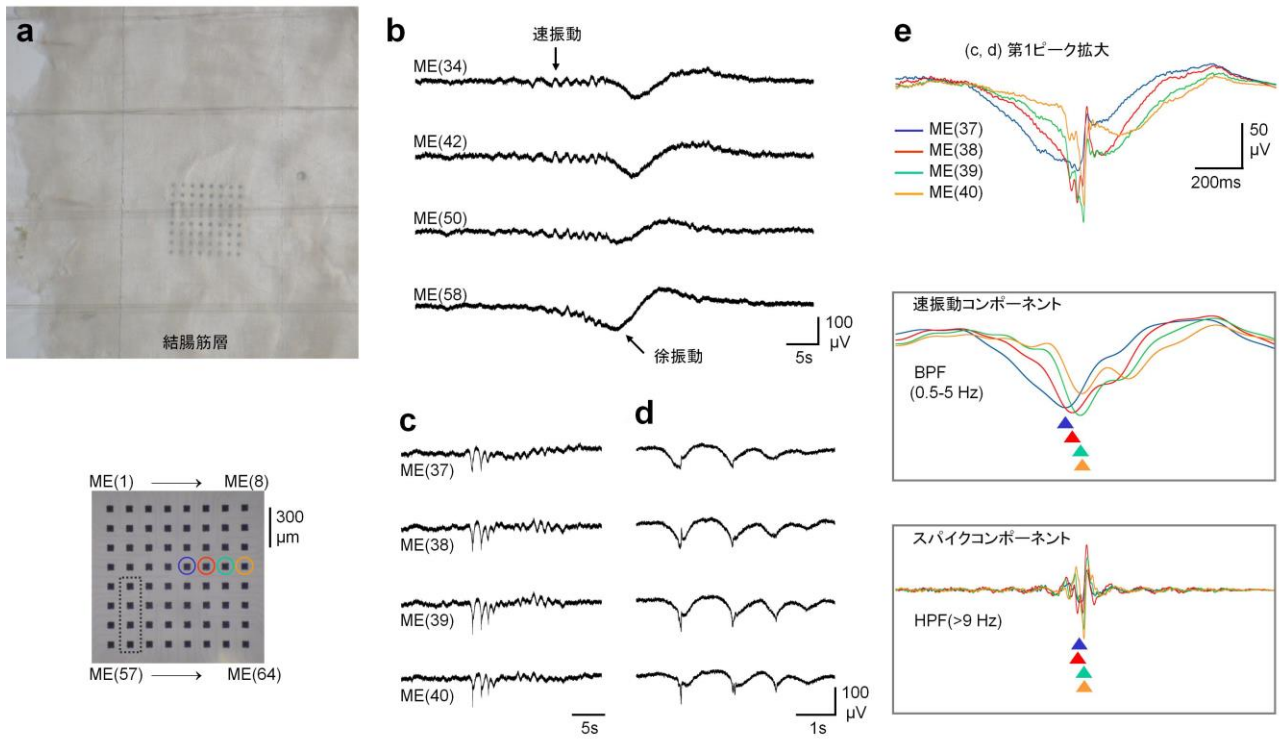 a
結腸筋層
ME(1) → ME(8)
300
μm
ME(57) → ME(64)
b
速振動
ME(34)
ME(42)
ME(50)
ME(58)
徐振動
100
μV
5s
c
ME(37)
ME(38)
ME(39)
ME(40)
5s
d
100
μV
1s
e
(c, d) 第1ピーク拡大
ME(37)
ME(38)
ME(39)
ME(40)
50
μV
200ms
速振動コンポーネント
BPF
(0.5-5 Hz)
スパイクコンポーネント
HPF(>9 Hz)